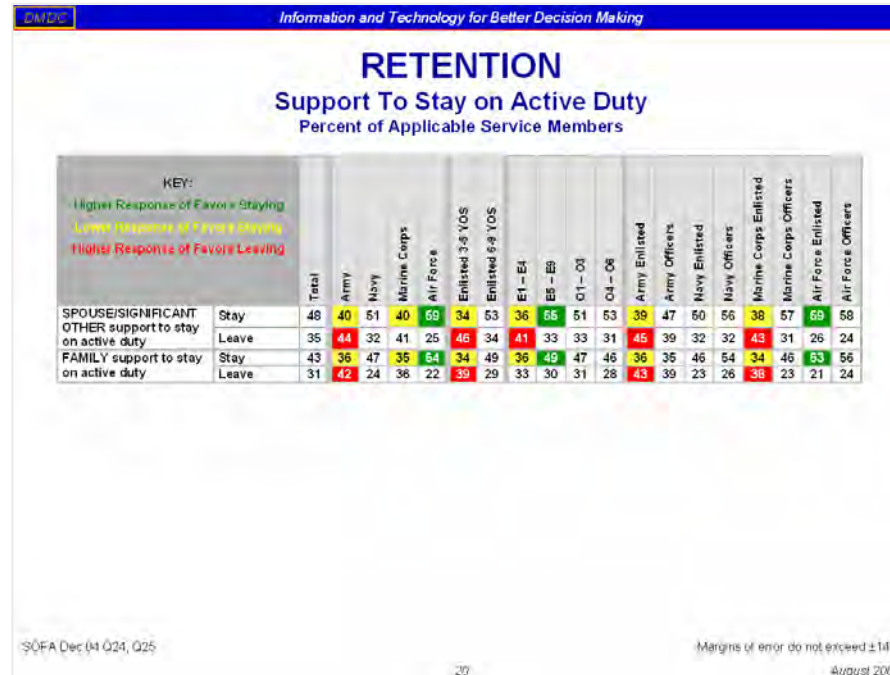 DMDC
Information and Technology for Better Decision Making
RETENTION
Support To Stay on Active Duty
Percent of Applicable Service Members
KEY:
Higher Response of Favors Staying
Lower Response of Favors Staying
Higher Response of Favors Leaving
Total
Army
Navy
Marine Corps
Air Force
Enlisted 3-5 YOS
Enlisted 6-9 YOS
E1 – E4
E5 – E9
O1 – O3
O4 – O6
Army Enlisted
Army Officers
Navy Enlisted
Navy Officers
Marine Corps Enlisted
Marine Corps Officers
Air Force Enlisted
Air Force Officers
SPOUSE/SIGNIFICANT
OTHER support to stay
on active duty
Stay 48 40 51 40 59 34 53 36 55 51 53 39 47 50 56 38 57 59 58
Leave 35 44 32 41 25 46 34 41 33 33 31 45 39 32 32 43 31 26 24
FAMILY support to stay
on active duty
Stay 43 36 47 35 54 34 49 36 49 47 46 36 35 46 54 34 46 53 56
Leave 31 42 24 36 22 39 29 33 30 31 28 43 39 23 26 38 23 21 24
SOFA Dec 04 Q24, Q25
Margins of error do not exceed ±14
20
August